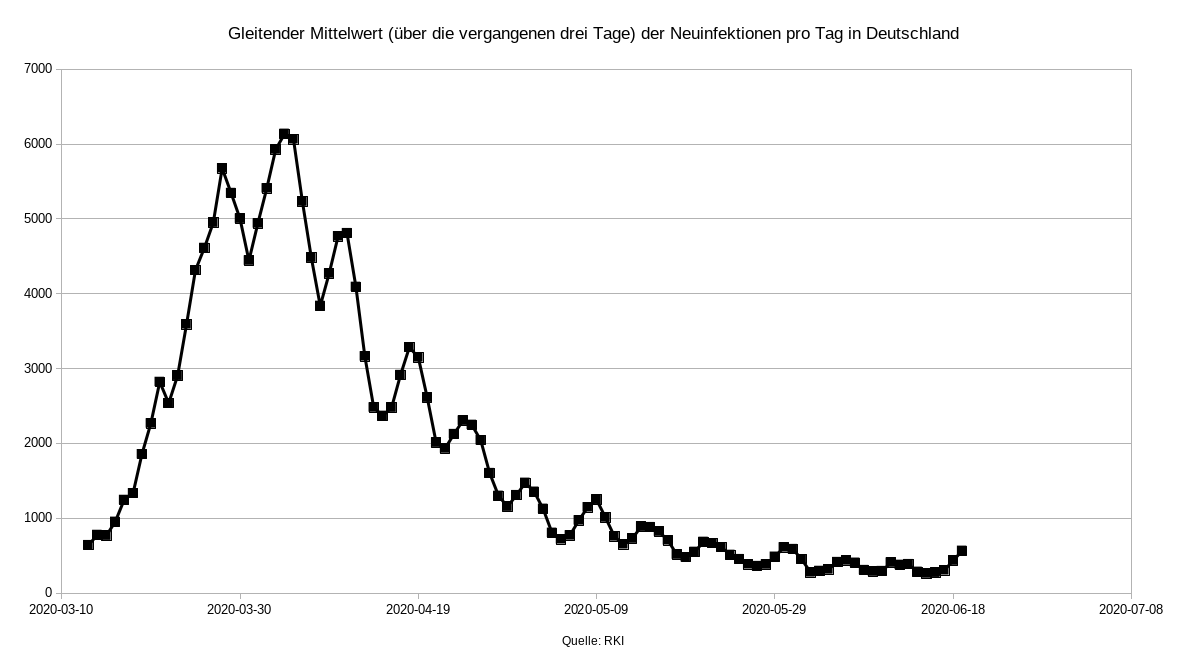 Gleitender Mittelwert (über die vergangenen drei Tage) der Neuinfektionen pro Tag in Deutschland
7000
6000
5000
4000
3000
2000
1000
0
2020-03-10 2020-03-30 2020-04-19 2020-05-09 2020-05-29 2020-06-18 2020-07-08
Quelle: RKI